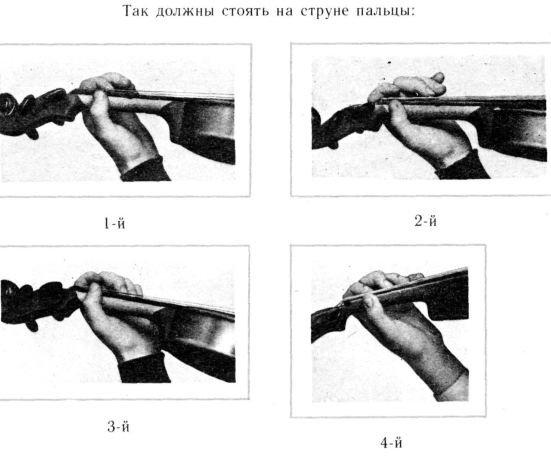 Так должны стоять на струне пальцы:
1-й
2-й
3-й
4-й